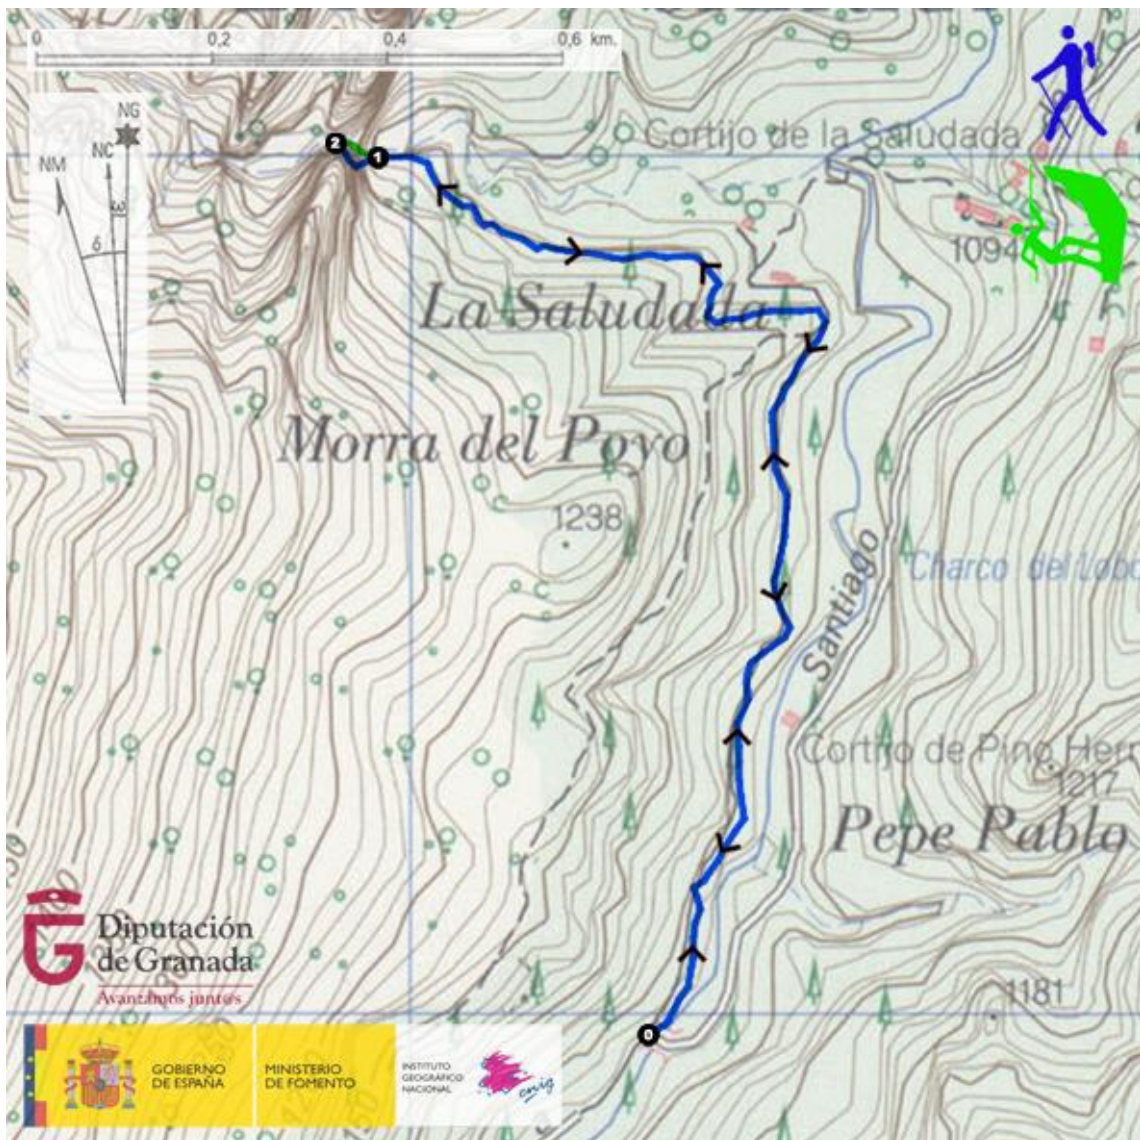 0 0,2 0,4 0,6 km.
NG
NM NC
ω
δ
2
1
Cortijo de la Saludada
1094
La Saludada
Morra del Poyo
1238
Charco del lobo
Santiago
Cortijo de Pino Her
1217
Pepe Pablo
1181
0
Diputación
de Granada
Avanzamos junt@s
GOBIERNO
DE ESPAÑA
MINISTERIO
DE FOMENTO
INSTITUTO
GEOGRÁFICO
NACIONAL
cnig